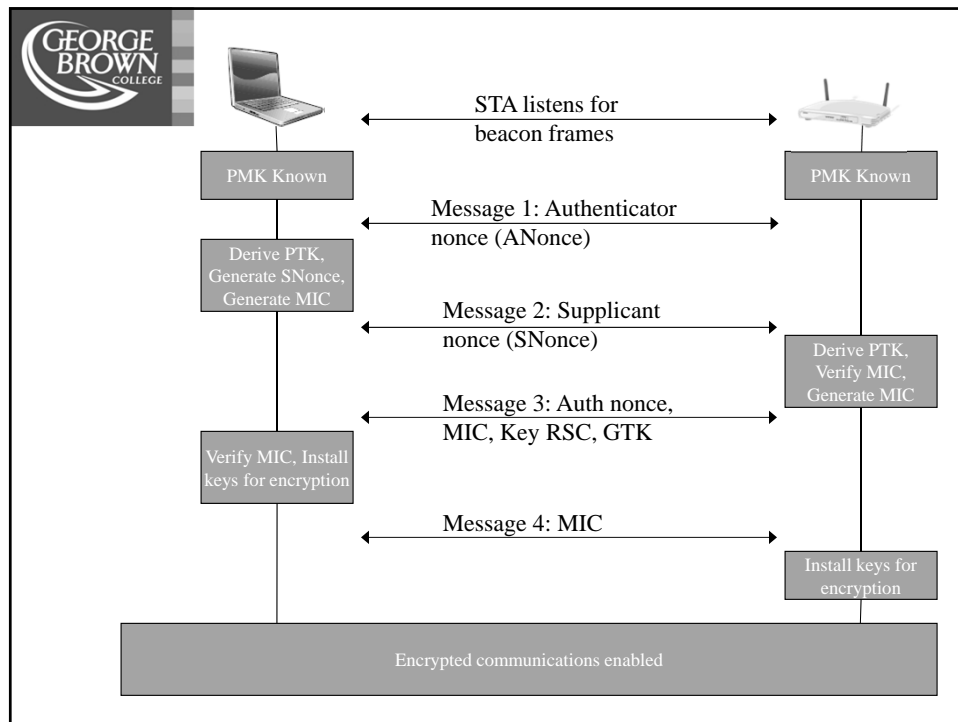 GEORGE
BROWN
COLLEGE
STA listens for
beacon frames
PMK Known
PMK Known
Message 1: Authenticator
nonce (ANonce)
Derive PTK,
Generate SNonce,
Generate MIC
Message 2: Supplicant
nonce (SNonce)
Derive PTK,
Verify MIC,
Generate MIC
Message 3: Auth nonce,
MIC, Key RSC, GTK
Verify MIC, Install
keys for encryption
Message 4: MIC
Install keys for
encryption
Encrypted communications enabled